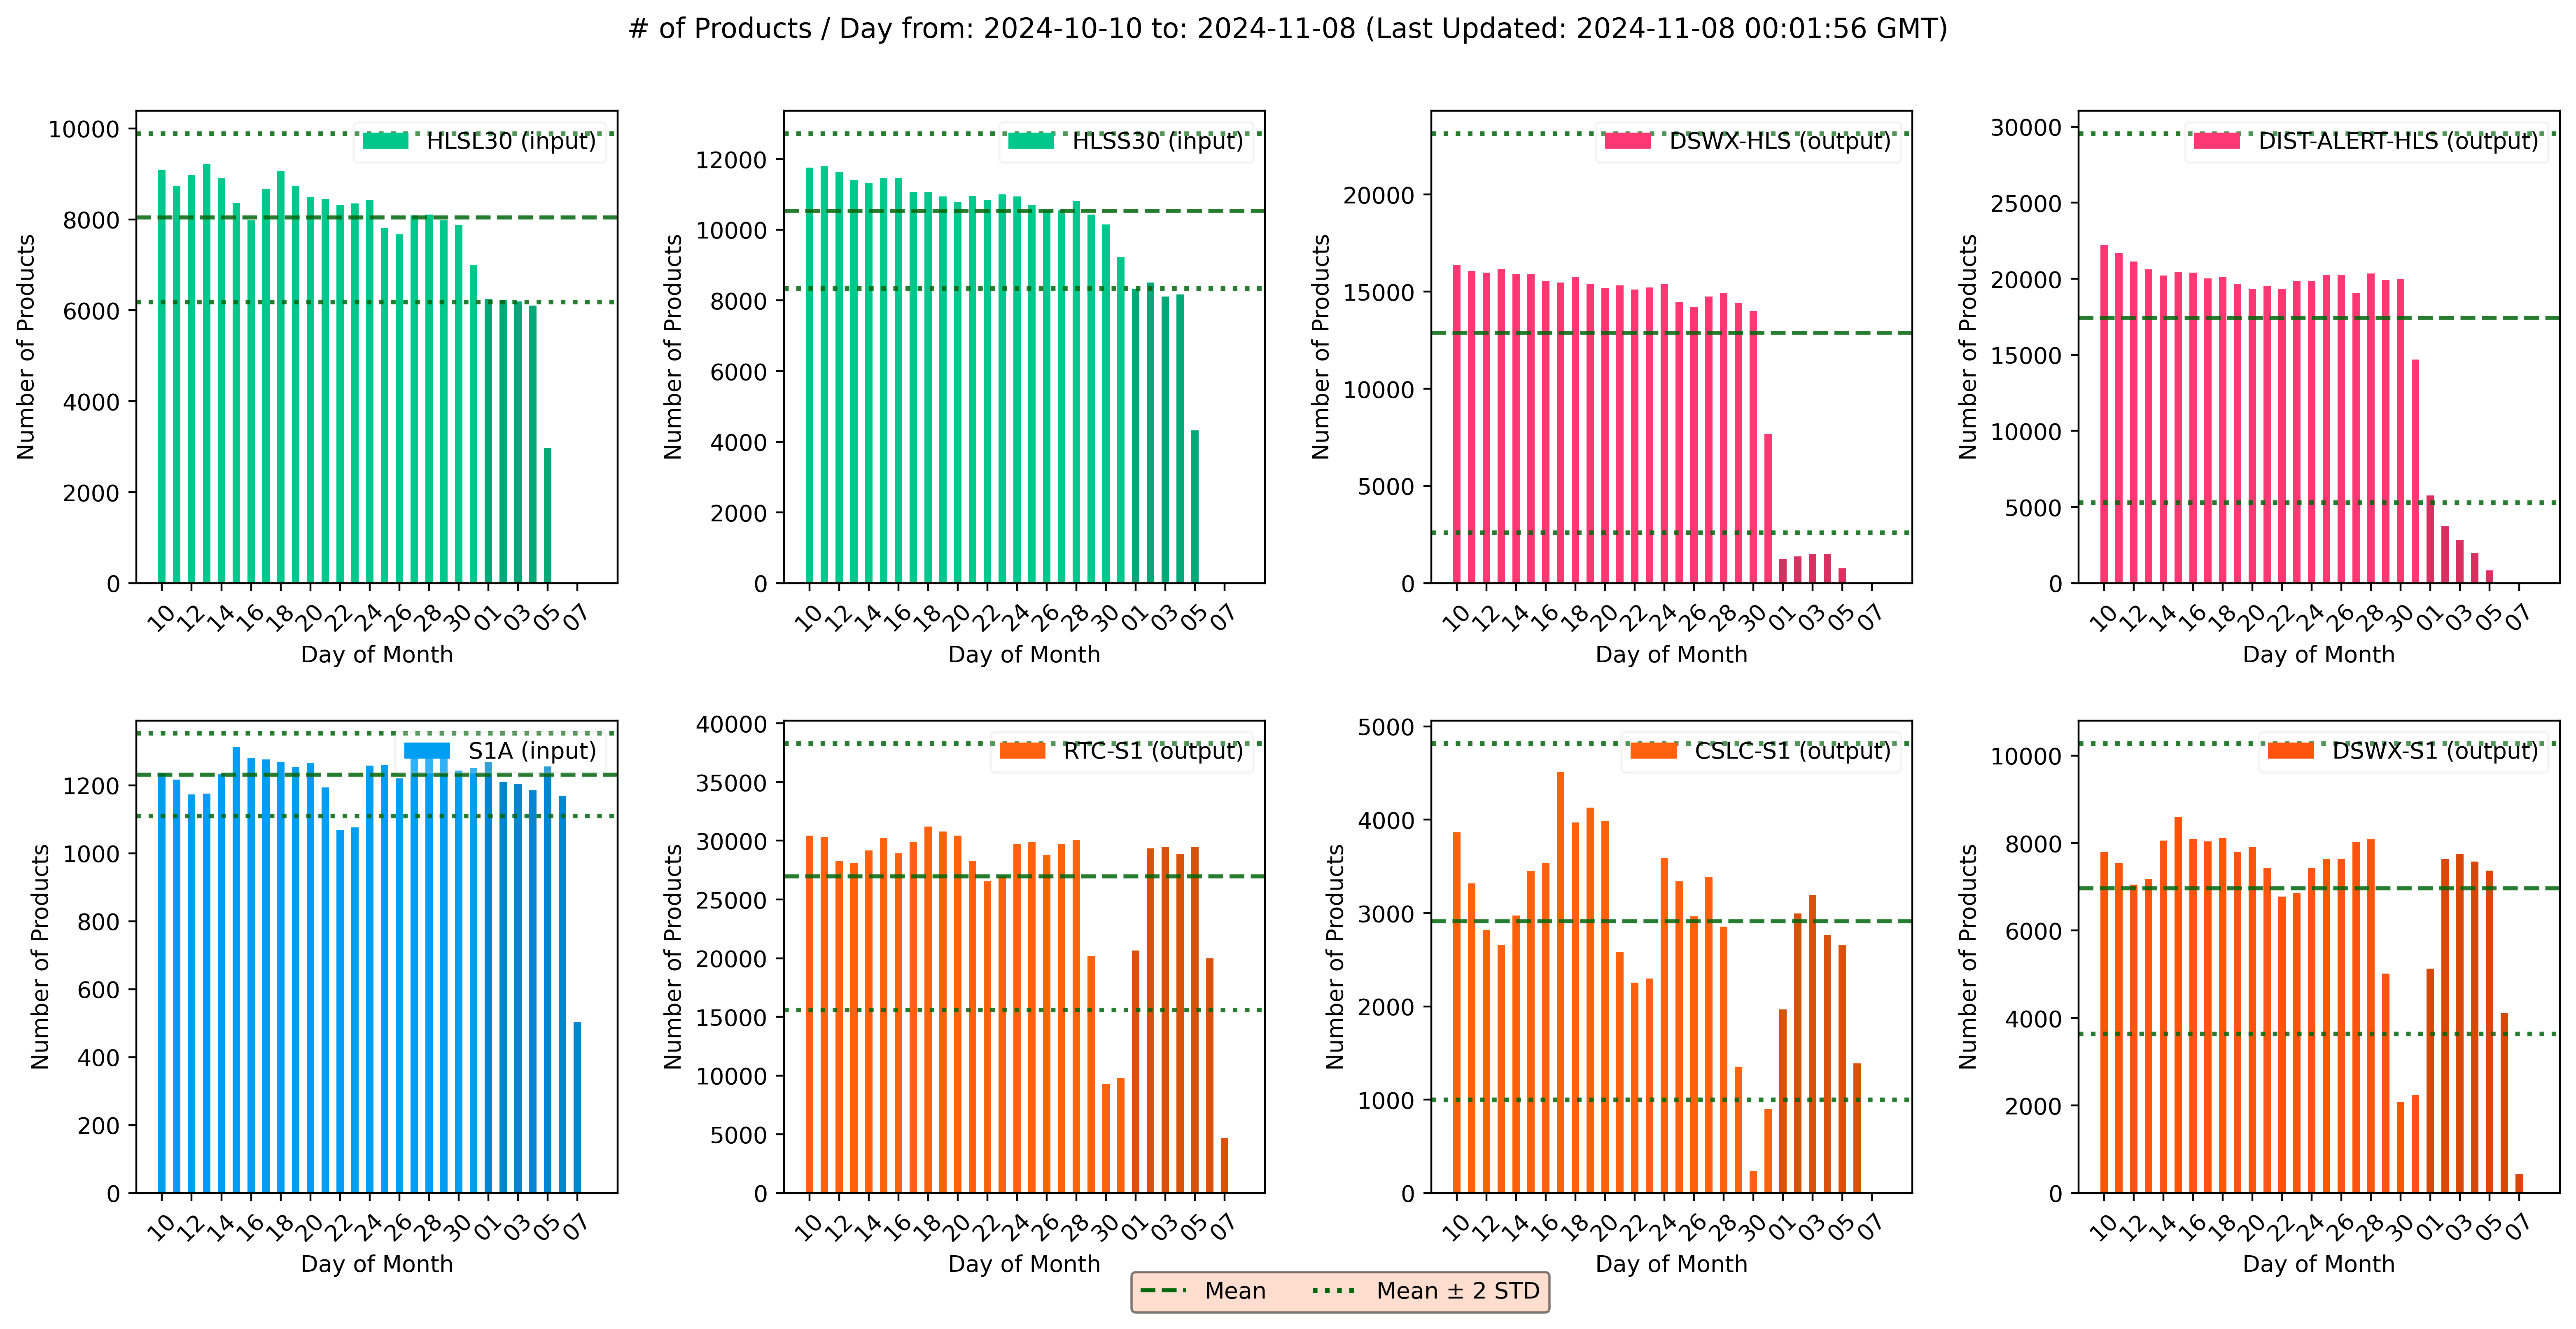 # of Products / Day from: 2024-10-10 to: 2024-11-08 (Last Updated: 2024-11-08 00:01:56 GMT)
HLSL30 (input)
Number of Products
10000
8000
6000
4000
2000
0
10 12 14 16 18 20 22 24 26 28 30 01 03 05 07
Day of Month
HLSS30 (input)
Number of Products
12000
10000
8000
6000
4000
2000
0
10 12 14 16 18 20 22 24 26 28 30 01 03 05 07
Day of Month
DSWX-HLS (output)
Number of Products
20000
15000
10000
5000
0
10 12 14 16 18 20 22 24 26 28 30 01 03 05 07
Day of Month
DIST-ALERT-HLS (output)
Number of Products
30000
25000
20000
15000
10000
5000
0
10 12 14 16 18 20 22 24 26 28 30 01 03 05 07
Day of Month
S1A (input)
Number of Products
1200
1000
800
600
400
200
0
10 12 14 16 18 20 22 24 26 28 30 01 03 05 07
Day of Month
RTC-S1 (output)
Number of Products
40000
35000
30000
25000
20000
15000
10000
5000
0
10 12 14 16 18 20 22 24 26 28 30 01 03 05 07
Day of Month
CSLC-S1 (output)
Number of Products
5000
4000
3000
2000
1000
0
10 12 14 16 18 20 22 24 26 28 30 01 03 05 07
Day of Month
DSWX-S1 (output)
Number of Products
10000
8000
6000
4000
2000
0
10 12 14 16 18 20 22 24 26 28 30 01 03 05 07
Day of Month
Mean
Mean ± 2 STD